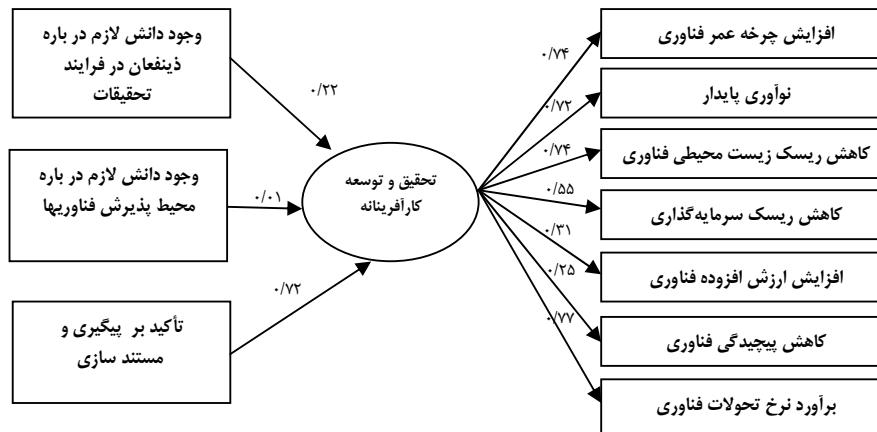 وجود دانش لازم در باره
ذینفعان در فرایند
تحقیقات
۰/۲۲
وجود دانش لازم در باره
محیط پذیرش فناوریها
۰/۰۱
تأکید بر پیگیری و
مستند سازی
۰/۷۲
تحقیق و توسعه
کارآفرینانه
۰/۷۴
افزایش چرخه عمر فناوری
۰/۷۲
نوآوری پایدار
۰/۷۴
کاهش ریسک زیست محیطی فناوری
۰/۵۵
کاهش ریسک سرمایه‌گذاری
۰/۳۱
افزایش ارزش افزوده فناوری
۰/۲۵
کاهش پیچیدگی فناوری
۰/۷۷
برآورد نرخ تحولات فناوری